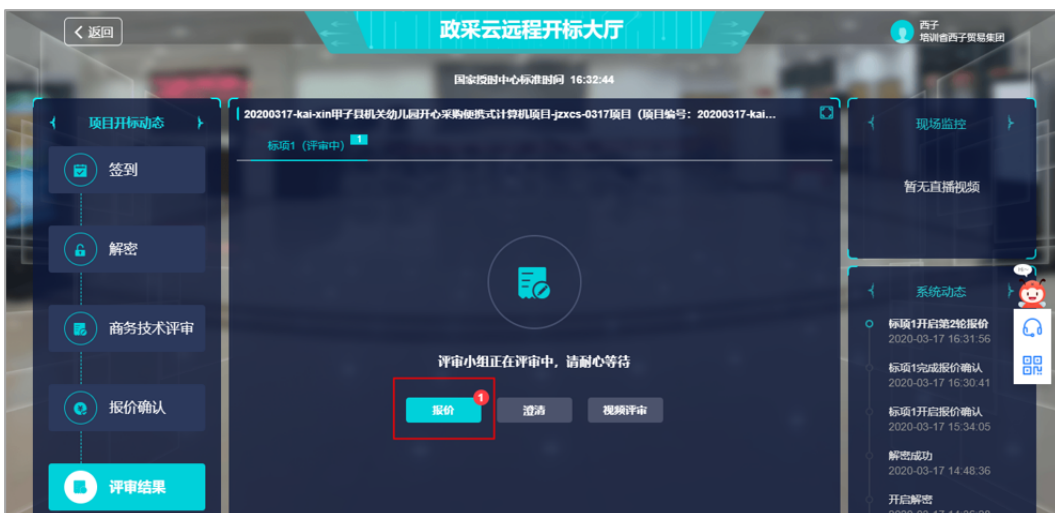 返回
政采云远程开标大厅
西子
培训省西子贸易集团
国家授时中心标准时间 16:32:44
项目开标动态
签到
解密
商务技术评审
报价确认
评审结果
20200317-kai-xin甲子县机关幼儿园开心采购便携式计算机项目-jzxcs-0317项目（项目编号：20200317-kai...
标项1（评审中）
1
评审小组正在评审中，请耐心等待
报价
1
澄清
视频评审
现场监控
暂无直播视频
系统动态
标项1开启第2轮报价
2020-03-17 16:31:56
标项1完成报价确认
2020-03-17 16:30:41
标项1开启报价确认
2020-03-17 15:34:05
解密成功
2020-03-17 14:48:36
开启解密